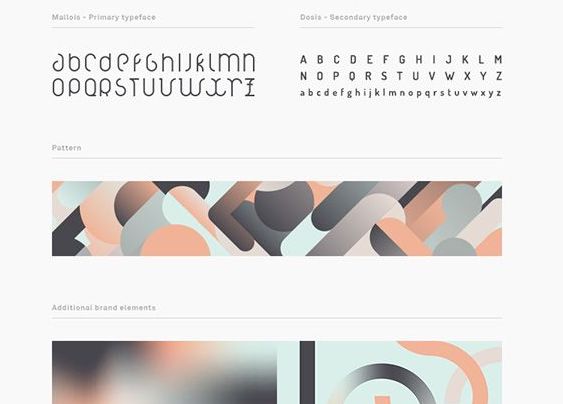 Mallois - Primary typeface
Dosis - Secondary typeface
abcdefghIJklmn
OPQRSTUVWXYZ
A B C D E F G H I J K L M
N O P Q R S T U V W X Y Z
a b c d e f g h i j k l m n o p q r s t u v w x y z
Pattern
Additional brand elements